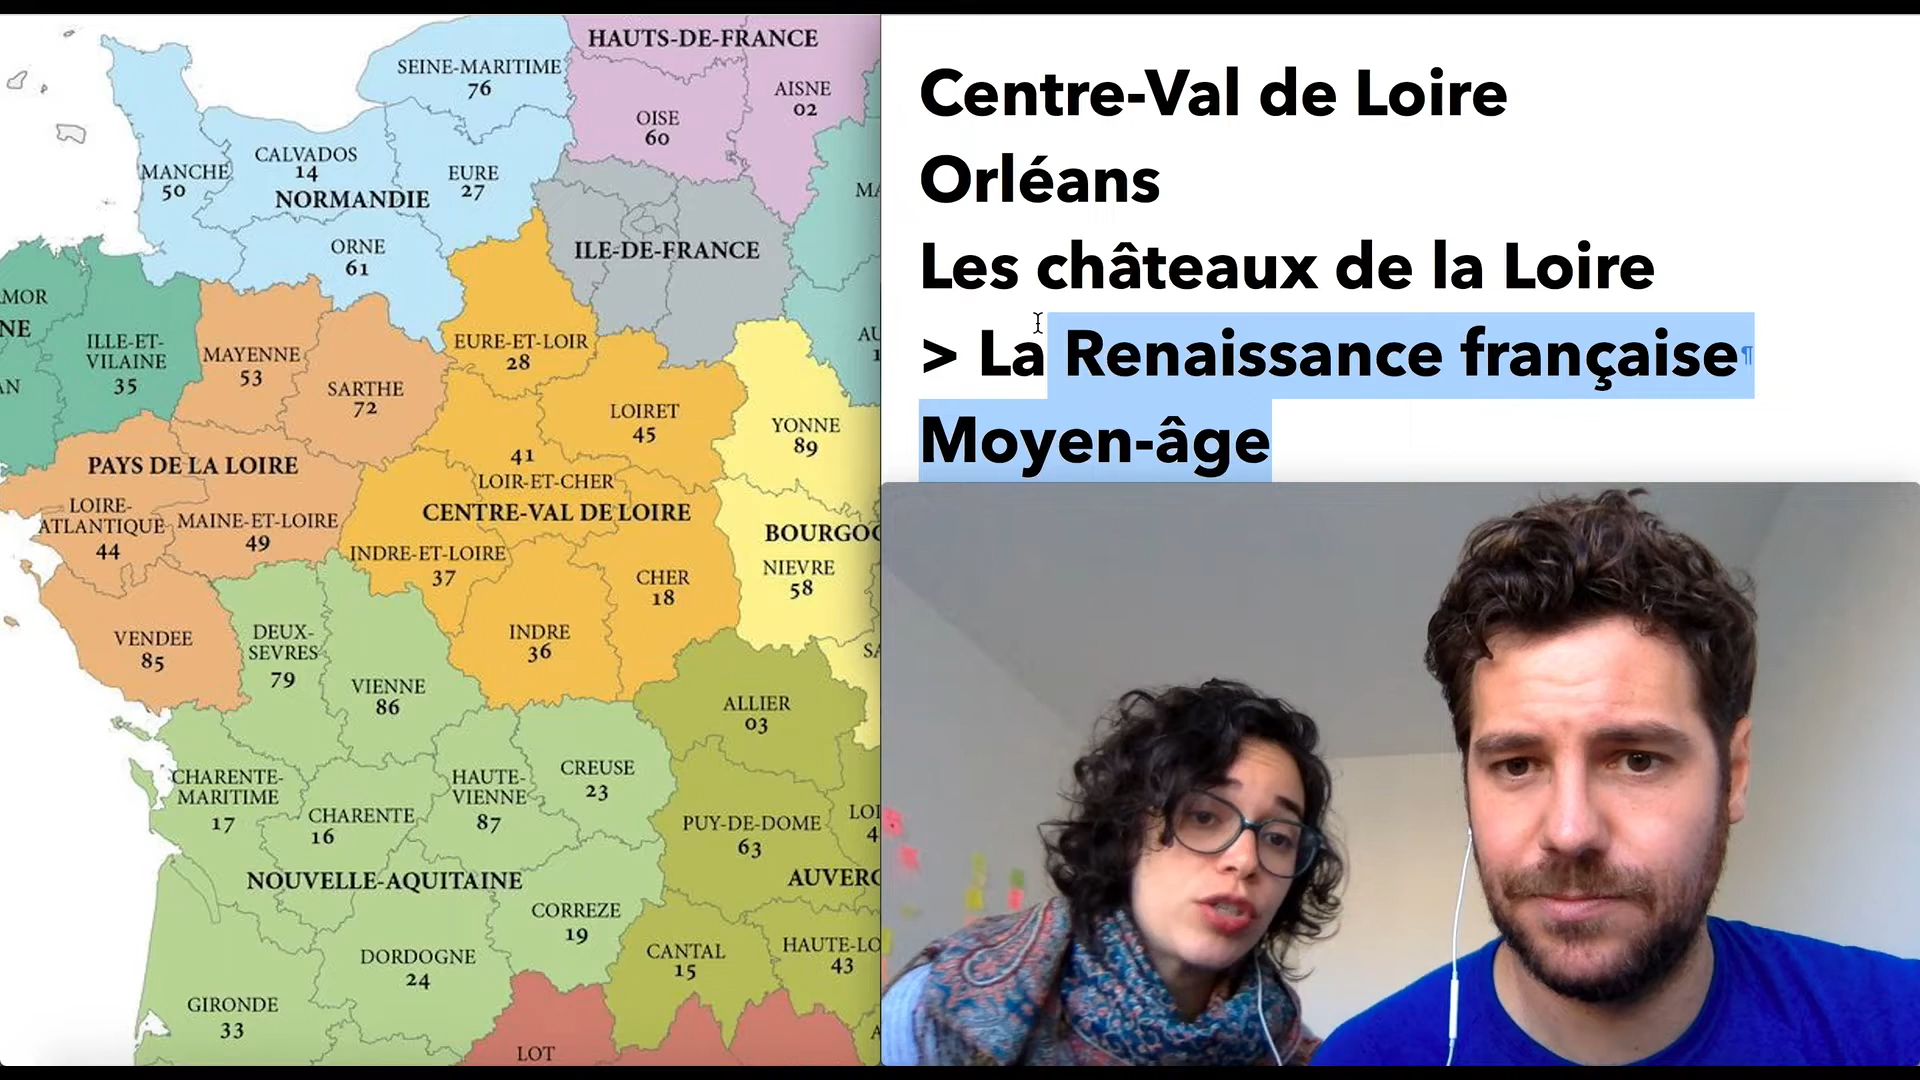 HAUTS-DE-FRANCE
SEINE-MARITIME
76
AISNE
02
OISE
60
CALVADOS
14
MANCHE
50
EURE
27
NORMANDIE
ORNE
61
ILE-DE-FRANCE
ILLE-ET-
VILAINE
35
MAYENNE
53
EURE-ET-LOIR
28
SARTHE
72
LOIRET
45
YONNE
89
41
LOIR-ET-CHER
PAYS DE LA LOIRE
LOIRE-
ATLANTIQUE
44
MAINE-ET-LOIRE
49
CENTRE-VAL DE LOIRE
INDRE-ET-LOIRE
37
CHER
18
BOURGOG
NIEVRE
58
VENDEE
85
DEUX-
SEVRES
79
INDRE
36
VIENNE
86
ALLIER
03
CHARENTE-
MARITIME
17
CHARENTE
16
HAUTE-
VIENNE
87
CREUSE
23
PUY-DE-DOME
63
NOUVELLE-AQUITAINE
AUVERG
CORREZE
19
DORDOGNE
24
CANTAL
15
HAUTE-LO
43
GIRONDE
33
LOT
Centre-Val de Loire
Orléans
Les châteaux de la Loire
> La Renaissance française¶
Moyen-âge